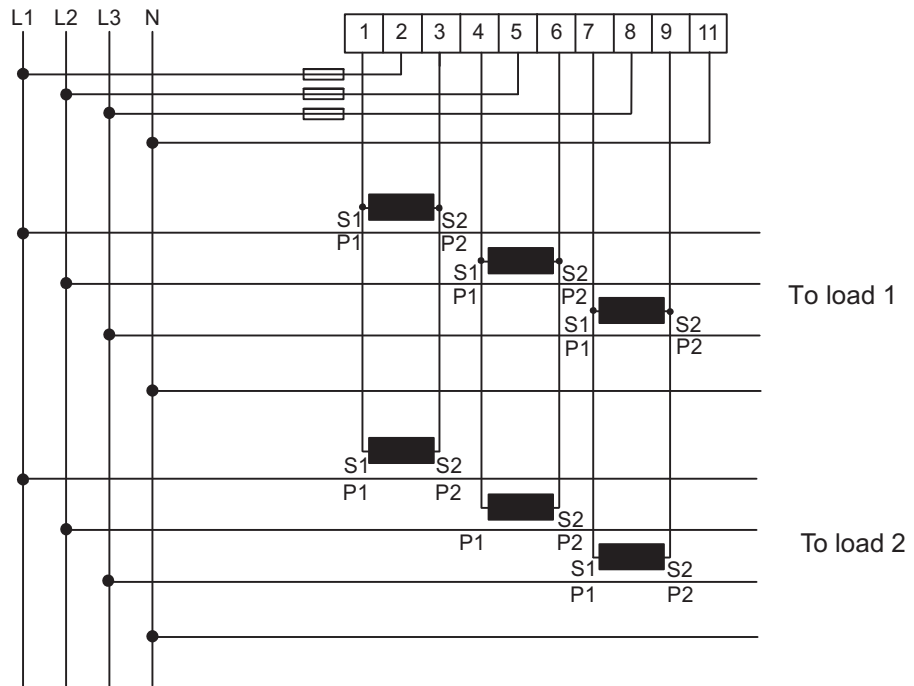 L1 L2 L3 N
1 2 3 4 5 6 7 8 9 11
S1 S2
P1 P2
S1 S2
P1 P2
To load 1
S1 S2
P1 P2
S1 S2
P1 P2
S2
P1 P2
To load 2
S1 S2
P1 P2